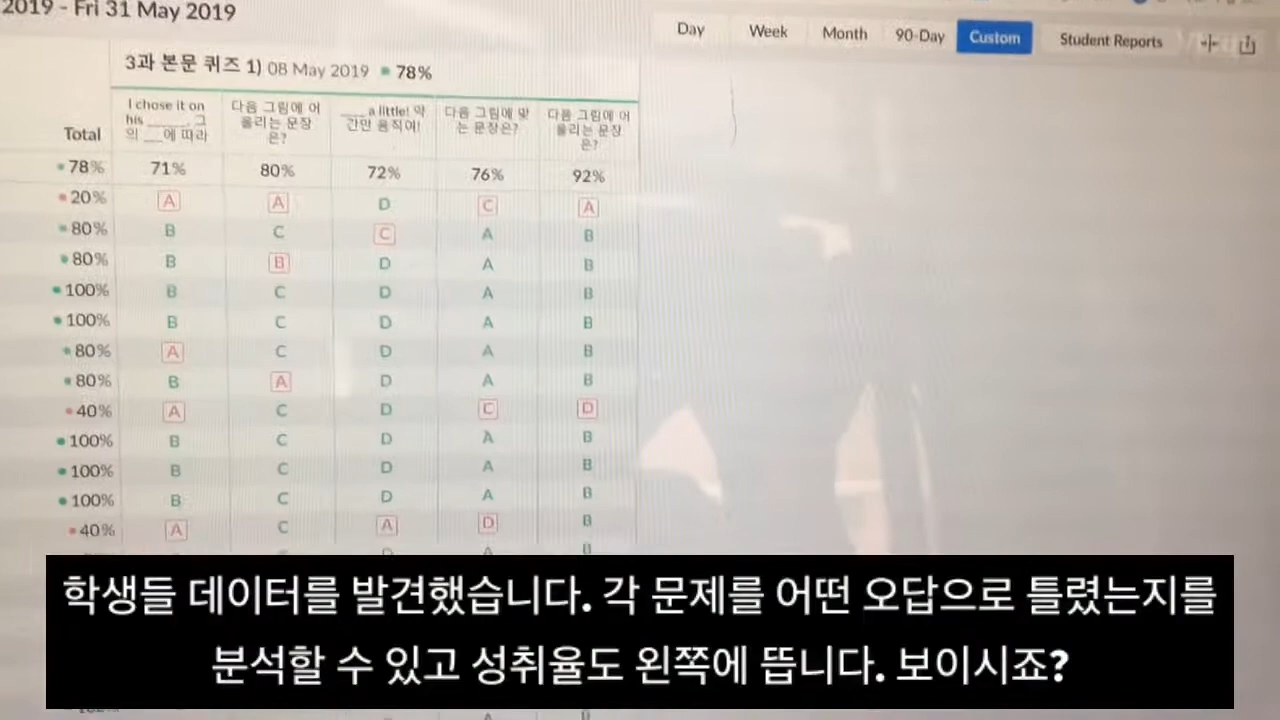 2019 - Fri 31 May 2019
Day Week Month 90-Day Custom Student Reports
3과 본문 퀴즈 1) 08 May 2019 78%
Total
I chose it on
his ____. 그
의 ___에 따라
다음 그림에 어
울리는 문장
은?
____ a little! 약
간만 움직여!
다음 그림에 맞
는 문장은?
다음 그림에 어
울리는 문장
은?
78% 71% 80% 72% 76% 92%
20% A A D C A
80% B C C A B
80% B B D A B
100% B C D A B
100% B C D A B
80% A C D A B
80% B A D A B
40% A C D C D
100% B C D A B
100% B C D A B
100% B C D A B
40% A C A D B
학생들 데이터를 발견했습니다. 각 문제를 어떤 오답으로 틀렸는지를
분석할 수 있고 성취율도 왼쪽에 뜹니다. 보이시죠?